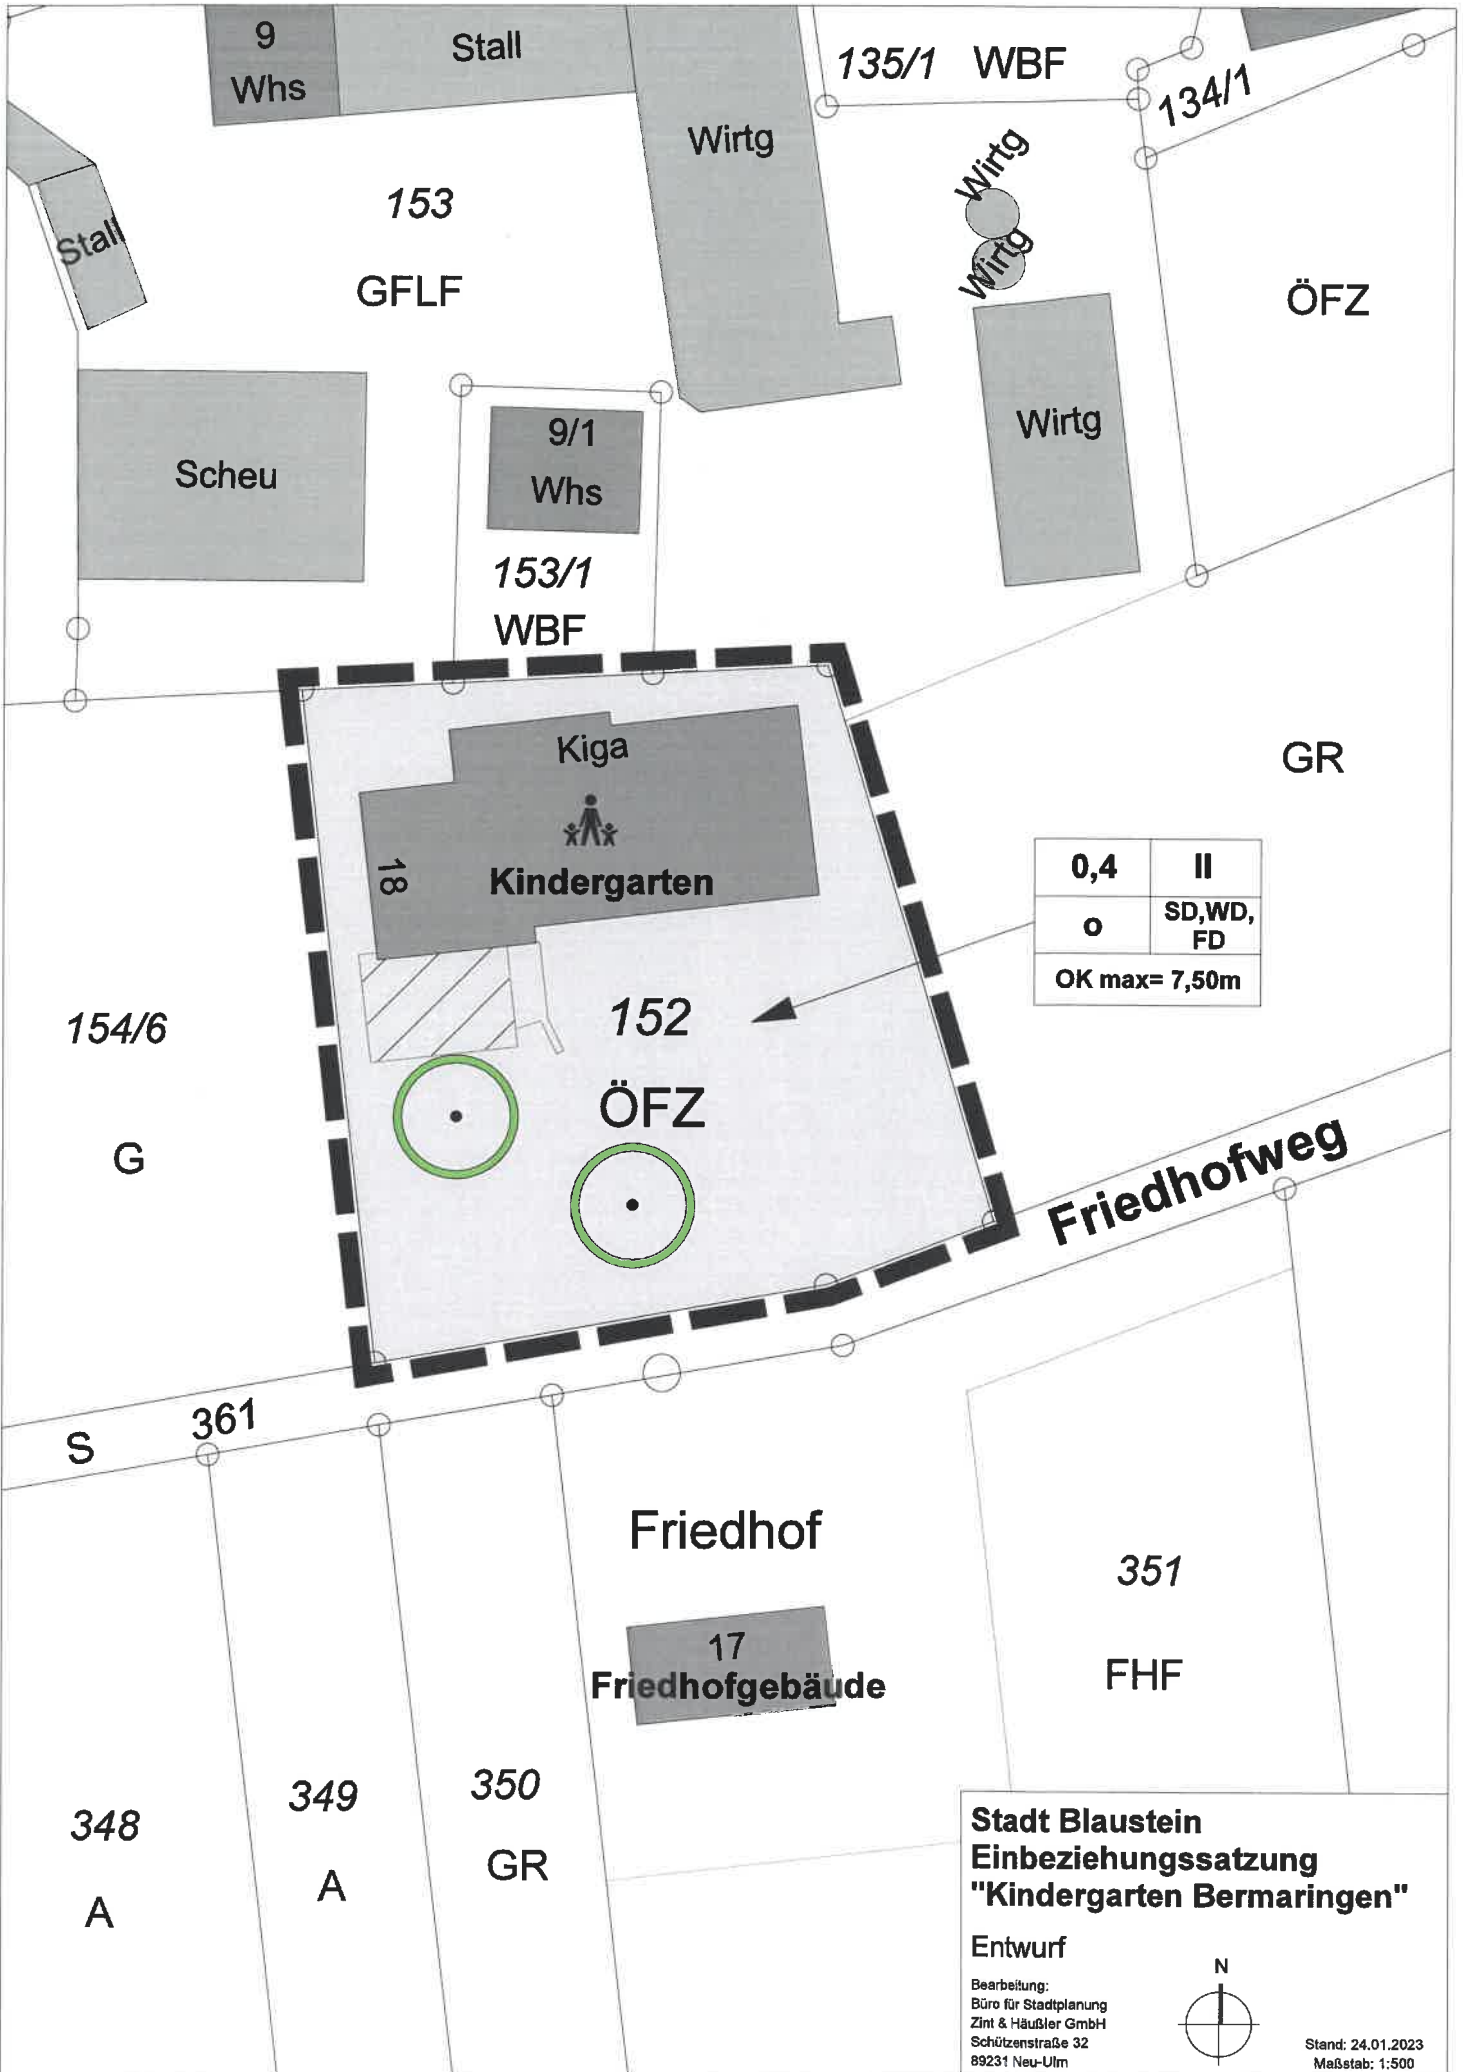 9
Whs
Stall
135/1 WBF
134/1
Wirtg
Wirtg
Wirtg
153
Stall
GFLF
ÖFZ
Wirtg
Scheu
9/1
Whs
153/1
WBF
Kiga
GR
18
Kindergarten
0,4 II
o SD,WD,
FD
OK max= 7,50m
152
154/6
ÖFZ
G
Friedhofweg
361
S
Friedhof
351
17
Friedhofgebäude
FHF
350
349
348
GR
A
A
Stadt Blaustein
Einbeziehungssatzung
"Kindergarten Bermaringen"
Entwurf
N
Bearbeitung:
Büro für Stadtplanung
Zint & Häußler GmbH
Schützenstraße 32
89231 Neu-Ulm
Stand: 24.01.2023
Maßstab: 1:500